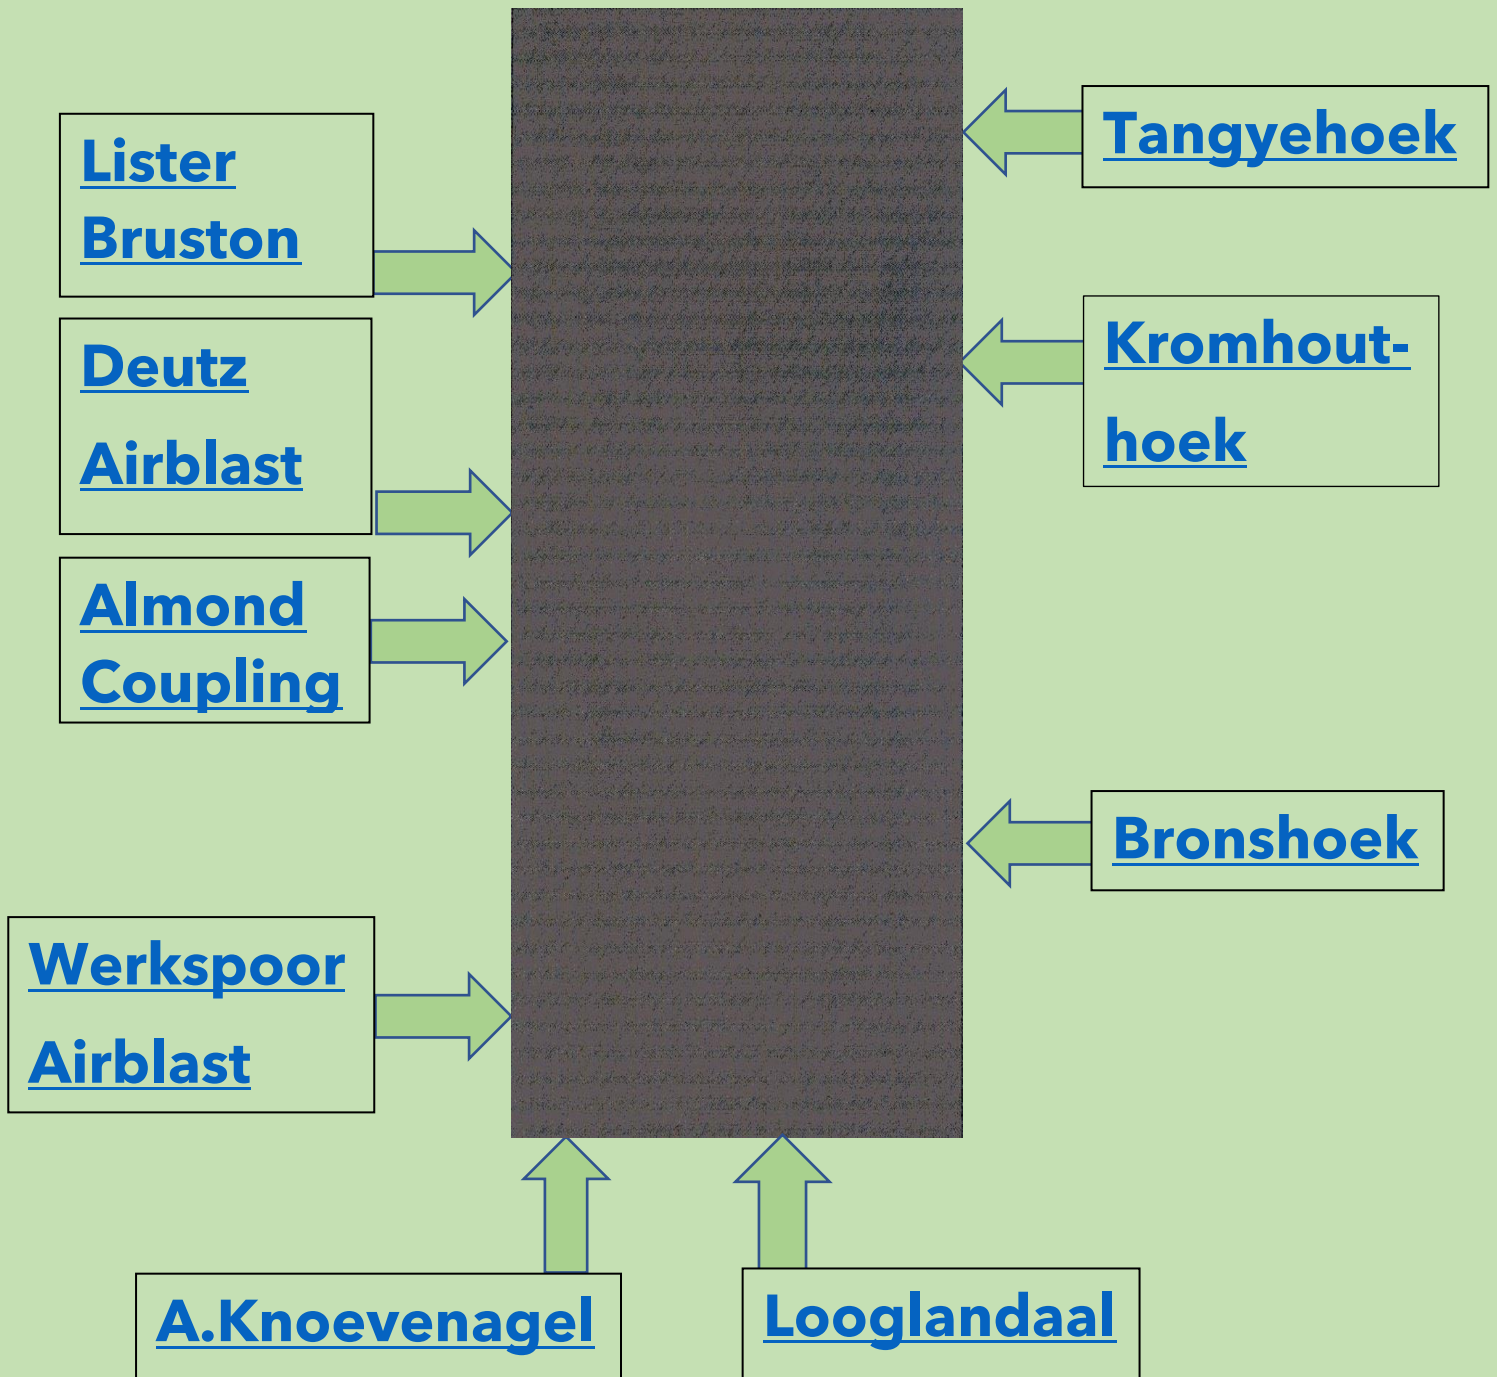 Lister
Bruston
Deutz
Airblast
Almond
Coupling
Werkspoor
Airblast
Tangyehoek
Kromhout-
hoek
Bronshoek
A.Knoevenagel
Looglandaal